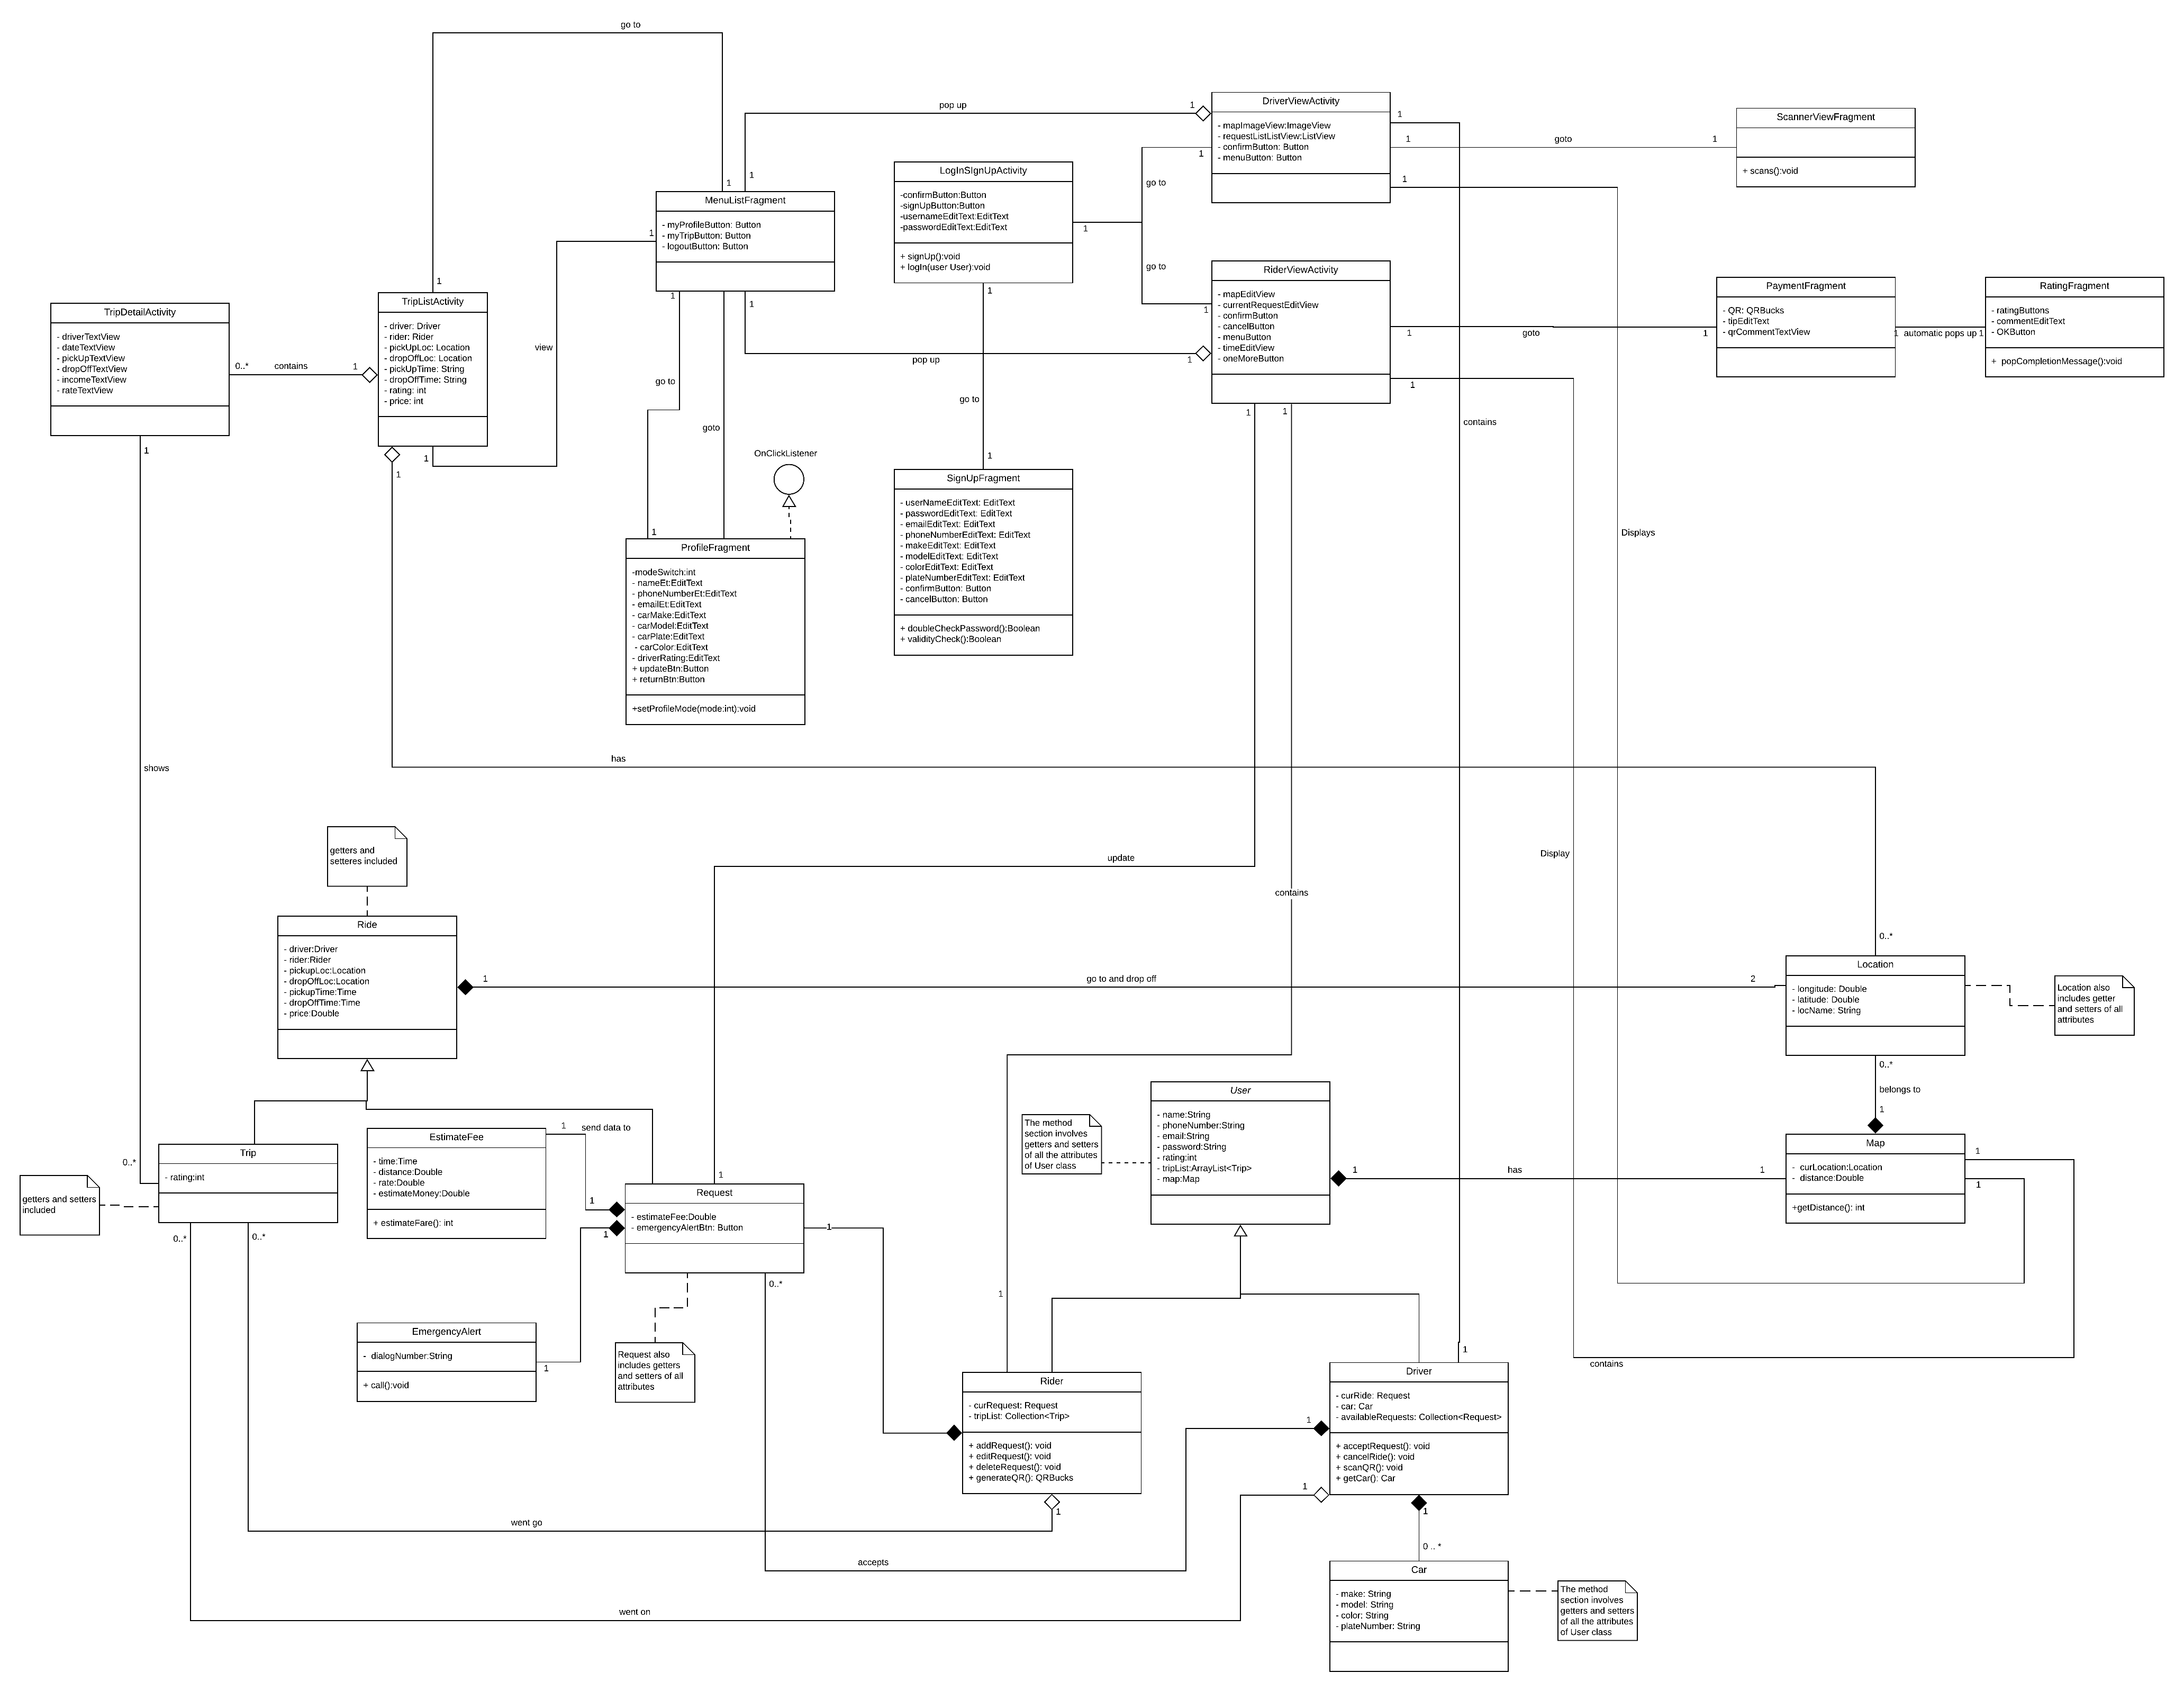 go to
1
1
pop up
1
1
DriverViewActivity
- mapImageView:ImageView
- requestListListView:ListView
- confirmButton: Button
- menuButton: Button
1
1
goto
1
1
1
ScannerViewFragment
+ scans():void
LogInSIgnUpActivity
-confirmButton:Button
-signUpButton:Button
-usernameEditText:EditText
-passwordEditText:EditText
+ signUp():void
+ logIn(user User):void
1
go to
go to
1
MenuListFragment
- myProfileButton: Button
- myTripButton: Button
- logoutButton: Button
1
1
1
view
go to
goto
pop up
1
RiderViewActivity
- mapEditView
- currentRequestEditView
- confirmButton
- cancelButton
- menuButton
- timeEditView
- oneMoreButton
1
goto
1
1
1
1
PaymentFragment
- QR: QRBucks
- tipEditText
- qrCommentTextView
1 automatic pops up 1
RatingFragment
- ratingButtons
- commentEditText
- OKButton
+  popCompletionMessage():void
TripDetailActivity
- driverTextView
- dateTextView
- pickUpTextView
- dropOffTextView
- incomeTextView
- rateTextView
0..*
contains
1
1
TripListActivity
- driver: Driver
- rider: Rider
- pickUpLoc: Location
- dropOffLoc: Location
- pickUpTime: String
- dropOffTime: String
- rating: int
- price: int
1
1
1
go to
1
contains
OnClickListener
1
ProfileFragment
-modeSwitch:int
- nameEt:EditText
- phoneNumberEt:EditText
- emailEt:EditText
- carMake:EditText
- carModel:EditText
- carPlate:EditText
- carColor:EditText
- driverRating:EditText
+ updateBtn:Button
+ returnBtn:Button
+setProfileMode(mode:int):void
SignUpFragment
- userNameEditText: EditText
- passwordEditText: EditText
- emailEditText: EditText
- phoneNumberEditText: EditText
- makeEditText: EditText
- modelEditText: EditText
- colorEditText: EditText
- plateNumberEditText: EditText
- confirmButton: Button
- cancelButton: Button
+ doubleCheckPassword():Boolean
+ validityCheck():Boolean
Displays
has
shows
getters and
setteres included
update
Display
contains
0..*
Ride
- driver:Driver
- rider:Rider
- pickupLoc:Location
- dropOffLoc:Location
- pickupTime:Time
- dropOffTime:Time
- price:Double
1
go to and drop off
2
Location
- longitude: Double
- latitude: Double
- locName: String
Location also
includes getter
and setters of all
attributes
0..*
belongs to
1
User
- name:String
- phoneNumber:String
- email:String
- password:String
- rating:int
- tripList:ArrayList<Trip>
- map:Map
The method
section involves
getters and setters
of all the attributes
of User class
1
has
1
Map
-  curLocation:Location
-  distance:Double
+getDistance(): int
1
1
0..*
Trip
- rating:int
getters and setters
included
0..*
0..*
EstimateFee
- time:Time
- distance:Double
- rate:Double
- estimateMoney:Double
+ estimateFare(): int
1
send data to
1
1
1
Request
- estimateFee:Double
- emergencyAlertBtn: Button
1
0..*
EmergencyAlert
-  dialogNumber:String
+ call():void
1
Request also
includes getters
and setters of all
attributes
1
1
contains
Rider
- curRequest: Request
- tripList: Collection<Trip>
+ addRequest(): void
+ editRequest(): void
+ deleteRequest(): void
+ generateQR(): QRBucks
1
Driver
- curRide: Request
- car: Car
- availableRequests: Collection<Request>
+ acceptRequest(): void
+ cancelRide(): void
+ scanQR(): void
+ getCar(): Car
1
1
1
went go
accepts
went on
0 .. *
Car
- make: String
- model: String
- color: String
- plateNumber: String
The method
section involves
getters and setters
of all the attributes
of User class